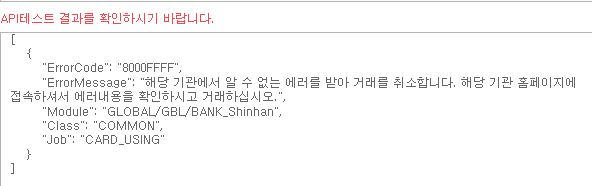 API테스트 결과를 확인하시기 바랍니다.
[
{
"ErrorCode": "8000FFFF",
"ErrorMessage": "해당 기관에서 알 수 없는 에러를 받아 거래를 취소합니다. 해당 기관 홈페이지에
접속하셔서 에러내용을 확인하시고 거래하십시오.",
"Module": "GLOBAL/GBL/BANK_Shinhan",
"Class": "COMMON",
"Job": "CARD_USING"
}
]